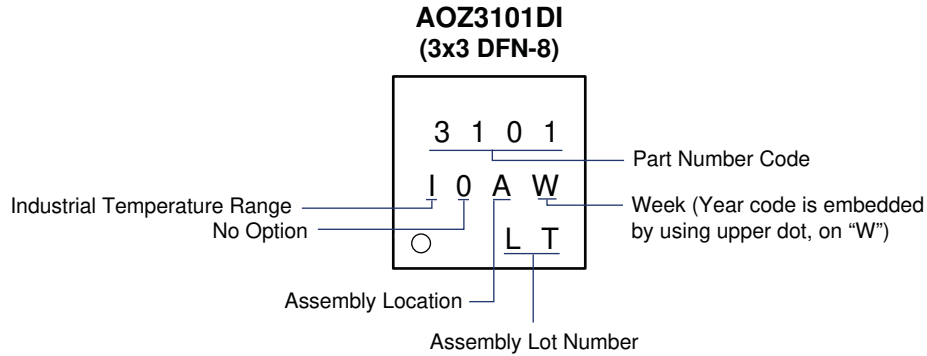 AOZ3101DI
(3x3 DFN-8)
3 1 0 1
Part Number Code
I 0 A W
Industrial Temperature Range
Week (Year code is embedded
by using upper dot, on “W”)
No Option
L T
Assembly Location
Assembly Lot Number